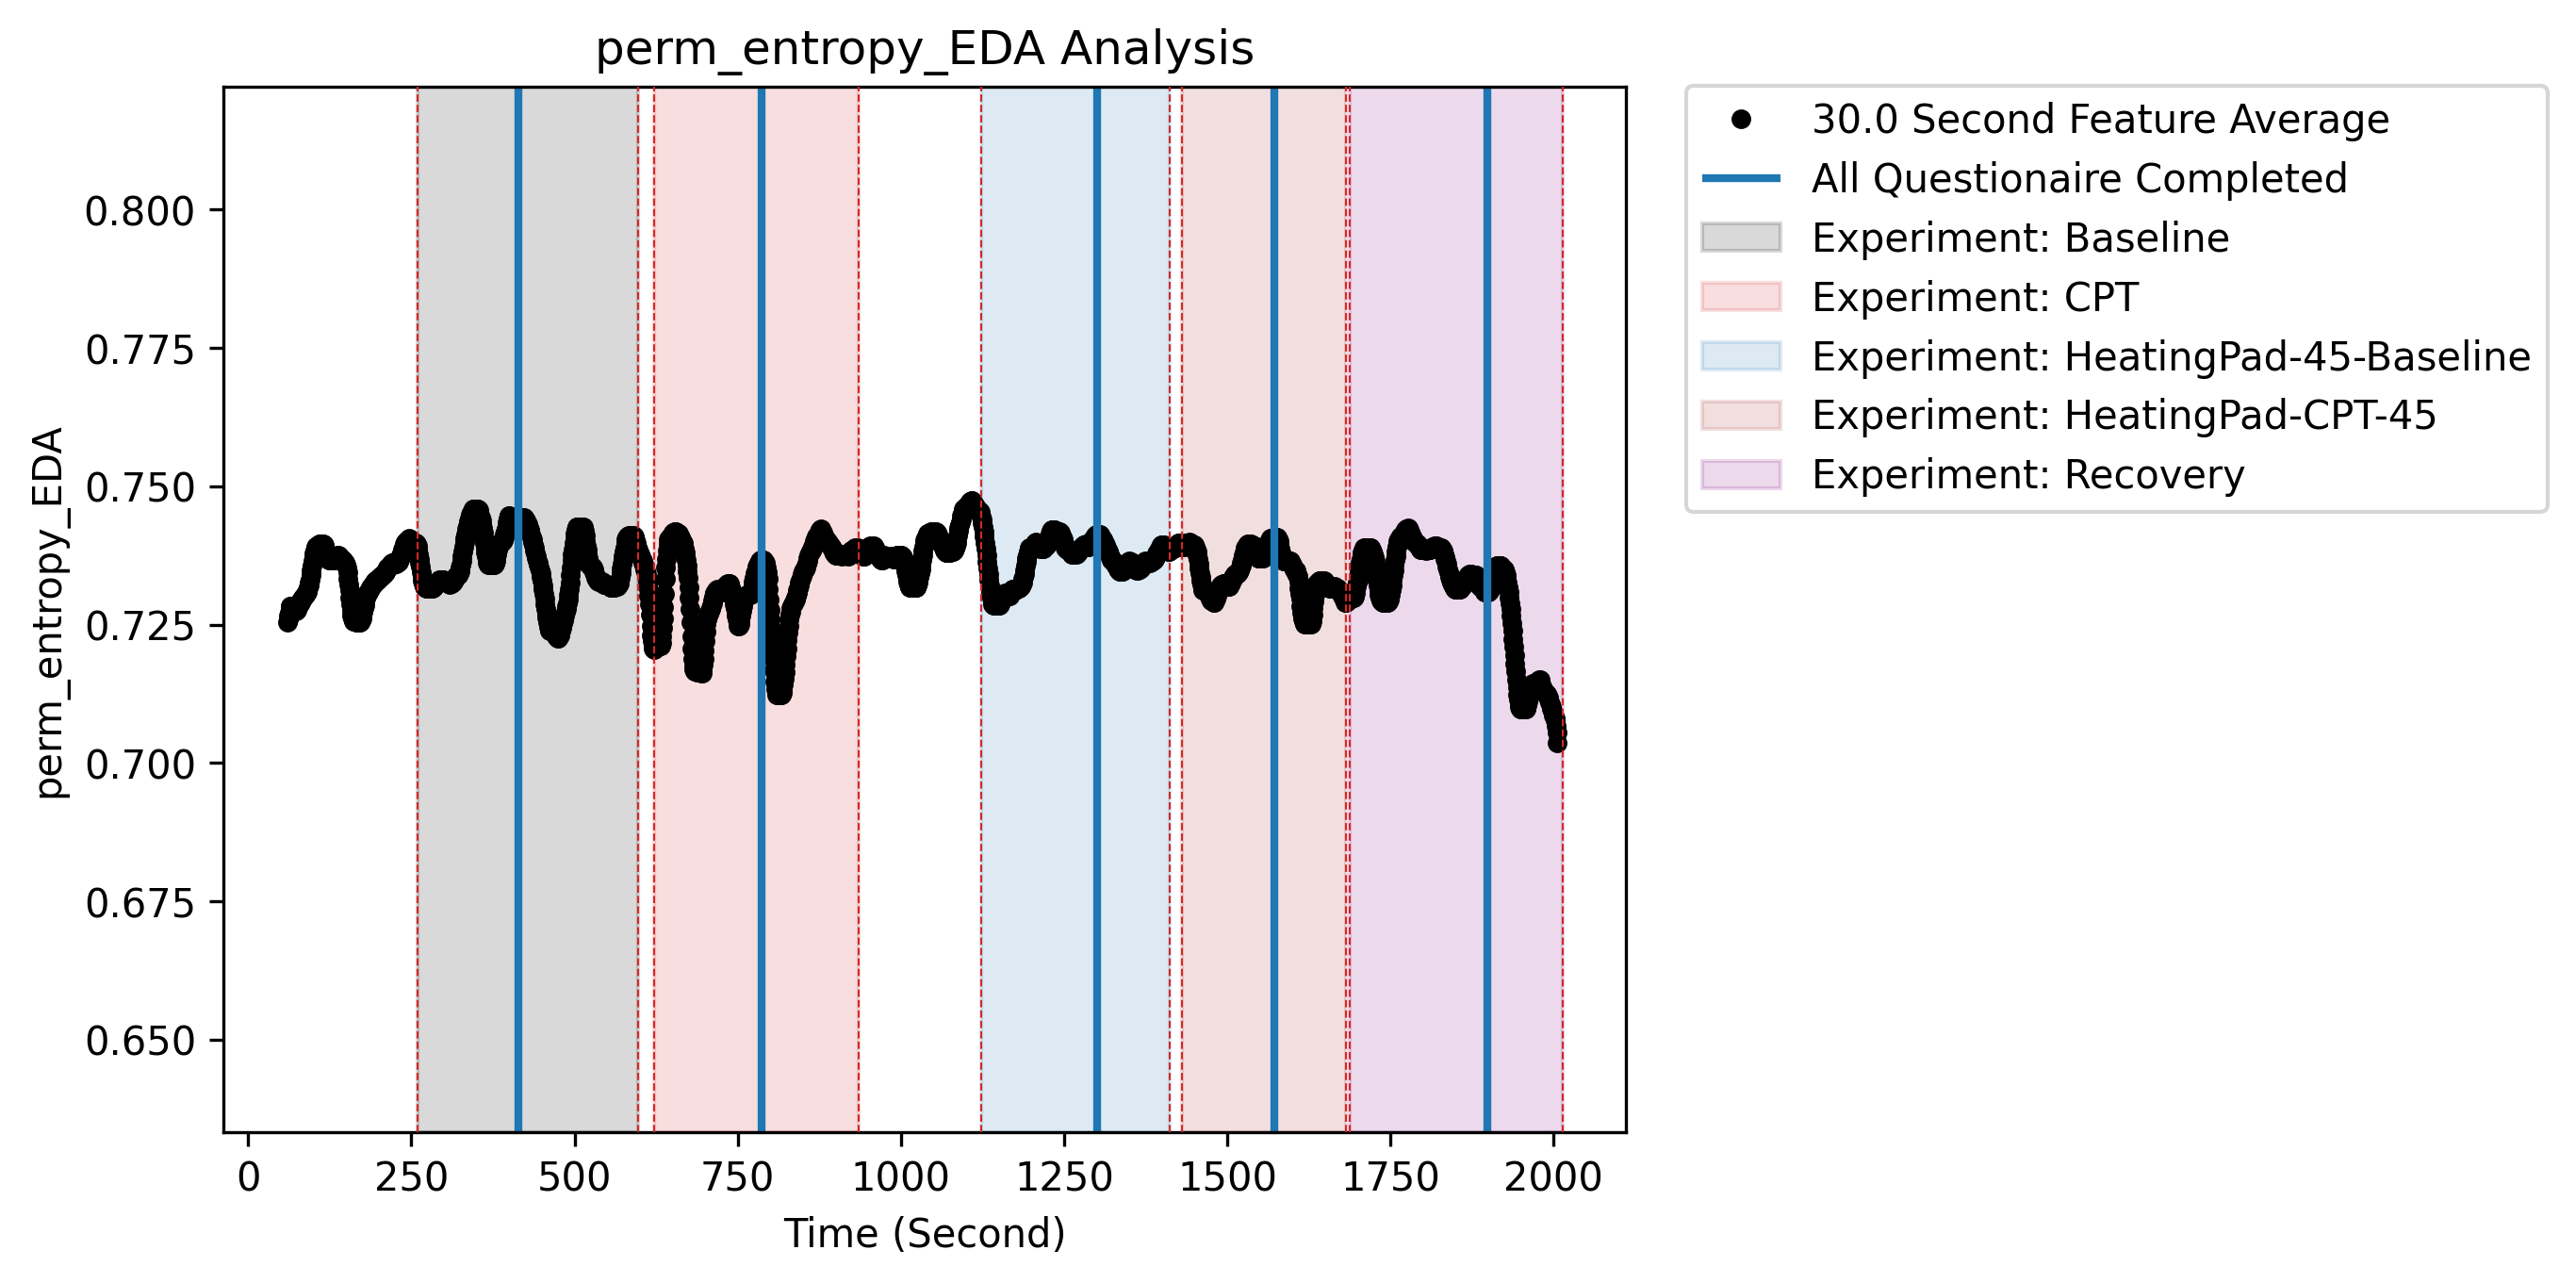 perm_entropy_EDA Analysis
perm_entropy_EDA
0.800
0.775
0.750
0.725
0.700
0.675
0.650
0 250 500 750 1000 1250 1500 1750 2000
Time (Second)
30.0 Second Feature Average
All Questionaire Completed
Experiment: Baseline
Experiment: CPT
Experiment: HeatingPad-45-Baseline
Experiment: HeatingPad-CPT-45
Experiment: Recovery